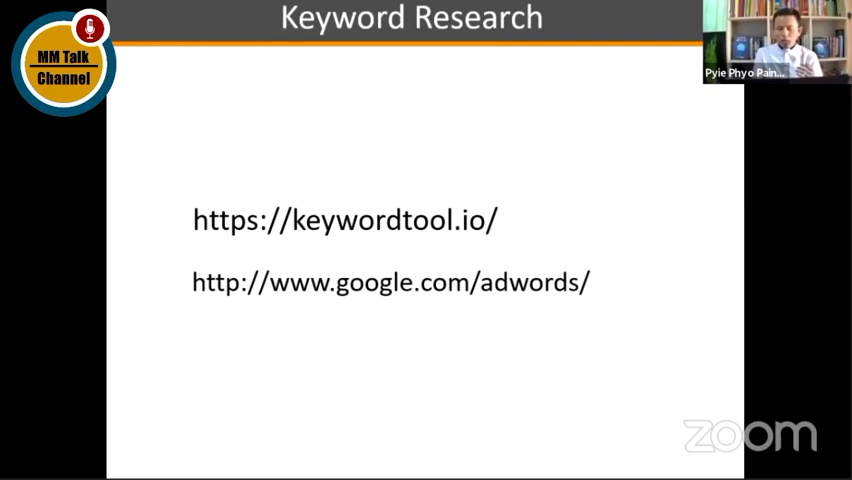 Keyword Research
MM Talk
Channel
Pyie Phyo Pain...
https://keywordtool.io/
http://www.google.com/adwords/
zoom